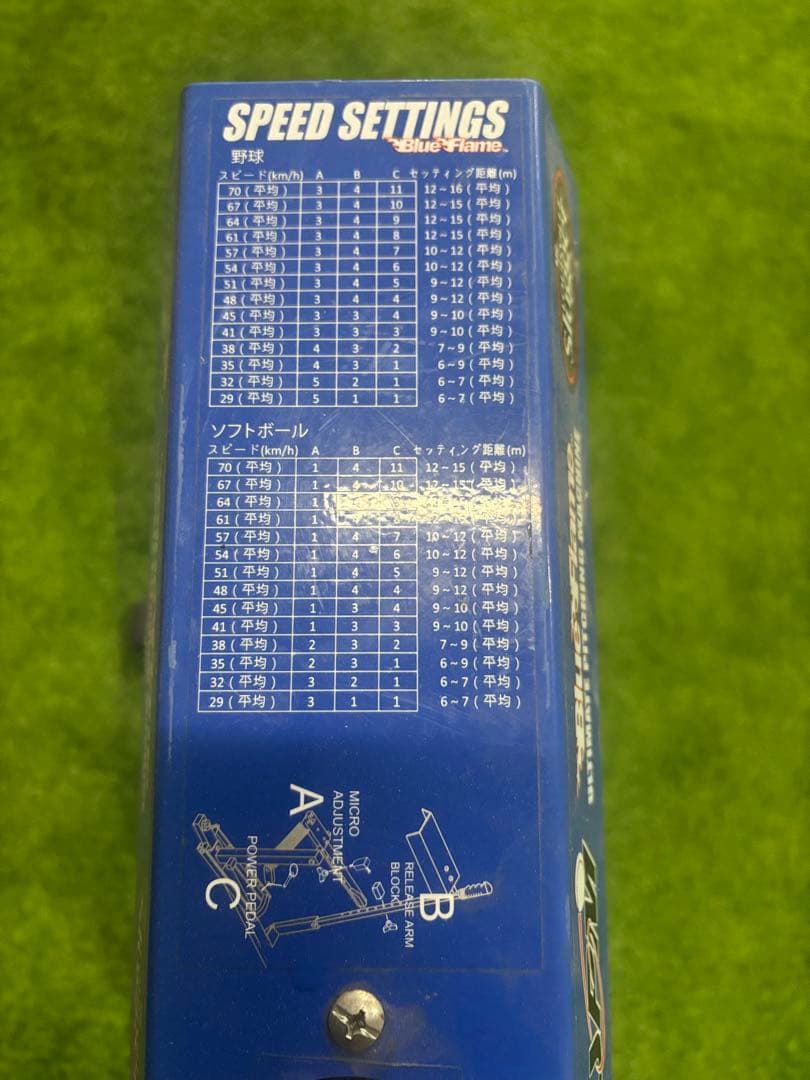 SPEED SETTINGS
Blue Flame
野球
スピード(km/h) A B C セッティング距離(m)
70 (平均) 3 4 11 12~16 (平均)
67 (平均) 3 4 10 12~15 (平均)
64 (平均) 3 4 9 12~15 (平均)
61 (平均) 3 4 8 12~15 (平均)
57 (平均) 3 4 7 10~12 (平均)
54 (平均) 3 4 6 10~12 (平均)
51 (平均) 3 4 5 9~12 (平均)
48 (平均) 3 4 4 9~12 (平均)
45 (平均) 3 3 4 9~10 (平均)
41 (平均) 3 3 3 9~10 (平均)
38 (平均) 4 3 2 7~9 (平均)
35 (平均) 4 3 1 6~9 (平均)
32 (平均) 5 2 1 6~7 (平均)
29 (平均) 5 1 1 6~7 (平均)
ソフトボール
スピード(km/h) A B C セッティング距離(m)
70 (平均) 1 4 11 12~15 (平均)
67 (平均) 1 4 10 12~15 (平均)
64 (平均) 1
61 (平均) 1
57 (平均) 1 4 7 10~12 (平均)
54 (平均) 1 4 6 10~12 (平均)
51 (平均) 1 4 5 9~12 (平均)
48 (平均) 1 4 4 9~12 (平均)
45 (平均) 1 3 4 9~10 (平均)
41 (平均) 1 3 3 9~10 (平均)
38 (平均) 2 3 2 7~9 (平均)
35 (平均) 2 3 1 6~9 (平均)
32 (平均) 3 2 1 6~7 (平均)
29 (平均) 3 1 1 6~7 (平均)
A
MICRO
ADJUSTMENT
B
RELEASE ARM
BLOCK
C
POWER PEDAL
Blue Flame
ULTIMATE PITCHING MACHINE